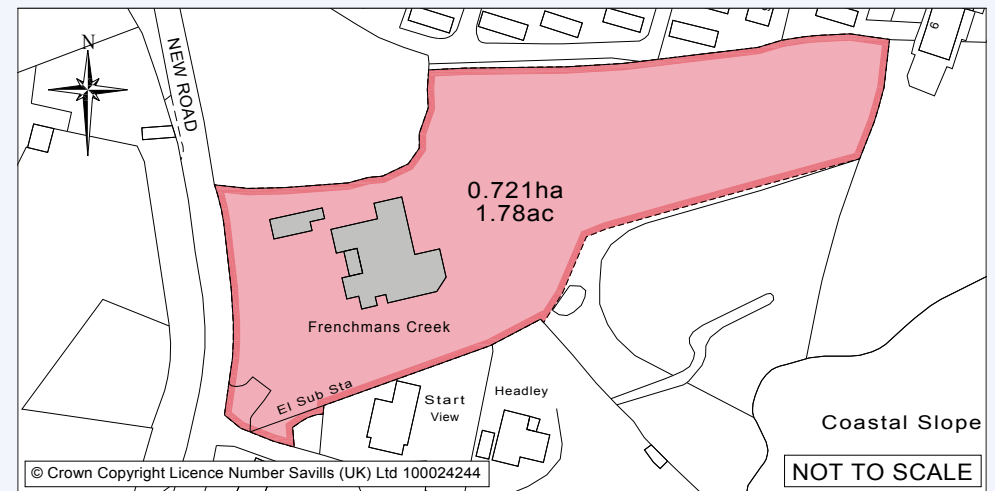 N
NEW ROAD
6
0.721ha
1.78ac
Frenchmans Creek
El Sub Sta
Start
View
Headley
Coastal Slope
© Crown Copyright Licence Number Savills (UK) Ltd 100024244
NOT TO SCALE